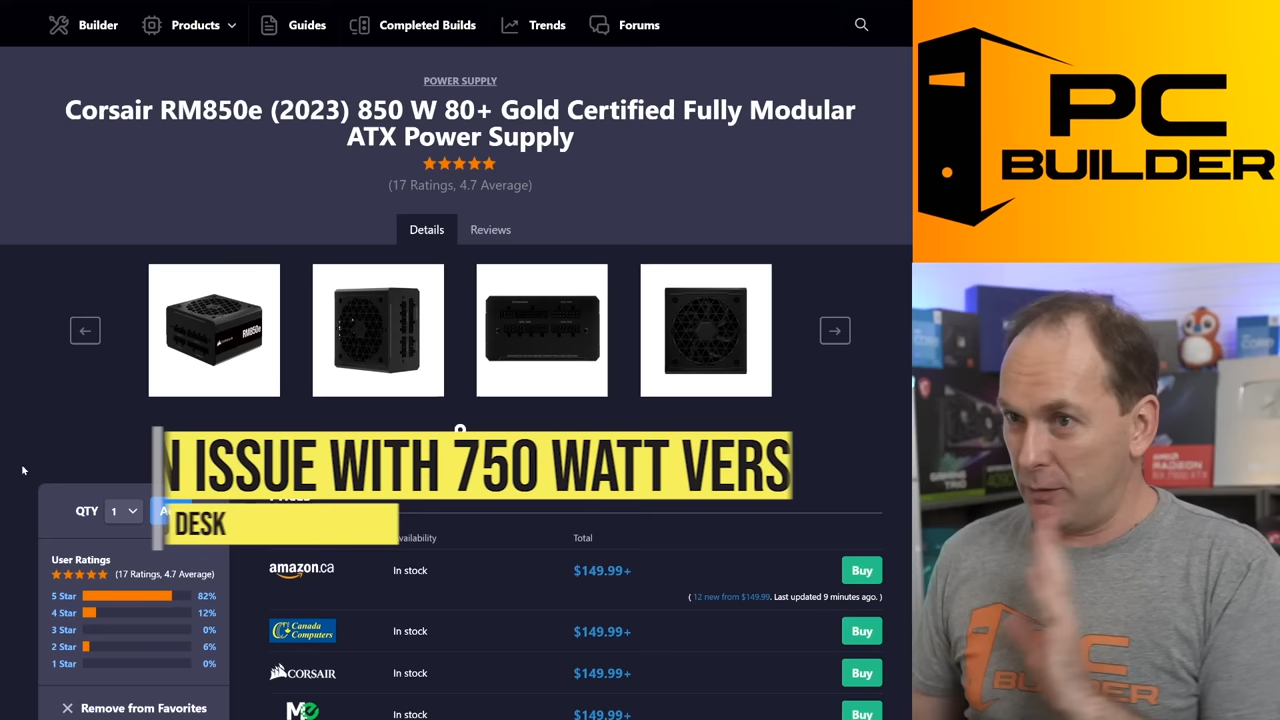 Builder
Products
Guides
Completed Builds
Trends
Forums
POWER SUPPLY
Corsair RM850e (2023) 850 W 80+ Gold Certified Fully Modular
ATX Power Supply
(17 Ratings, 4.7 Average)
Details
Reviews
RM850e
N ISSUE WITH 750 WATT VERS
DESK
QTY
1
User Ratings
(17 Ratings, 4.7 Average)
5 Star
82%
4 Star
12%
3 Star
0%
2 Star
6%
1 Star
0%
Remove from Favorites
vailability
Total
amazon.ca
In stock
$149.99+
Buy
( 12 new from $149.99. Last updated 9 minutes ago. )
Canada
Computers
In stock
$149.99+
Buy
CORSAIR
In stock
$149.99+
Buy
In stock
$149.99+
Buy
PC
BUILDER
AMD
RADEON
PC
BUILDER